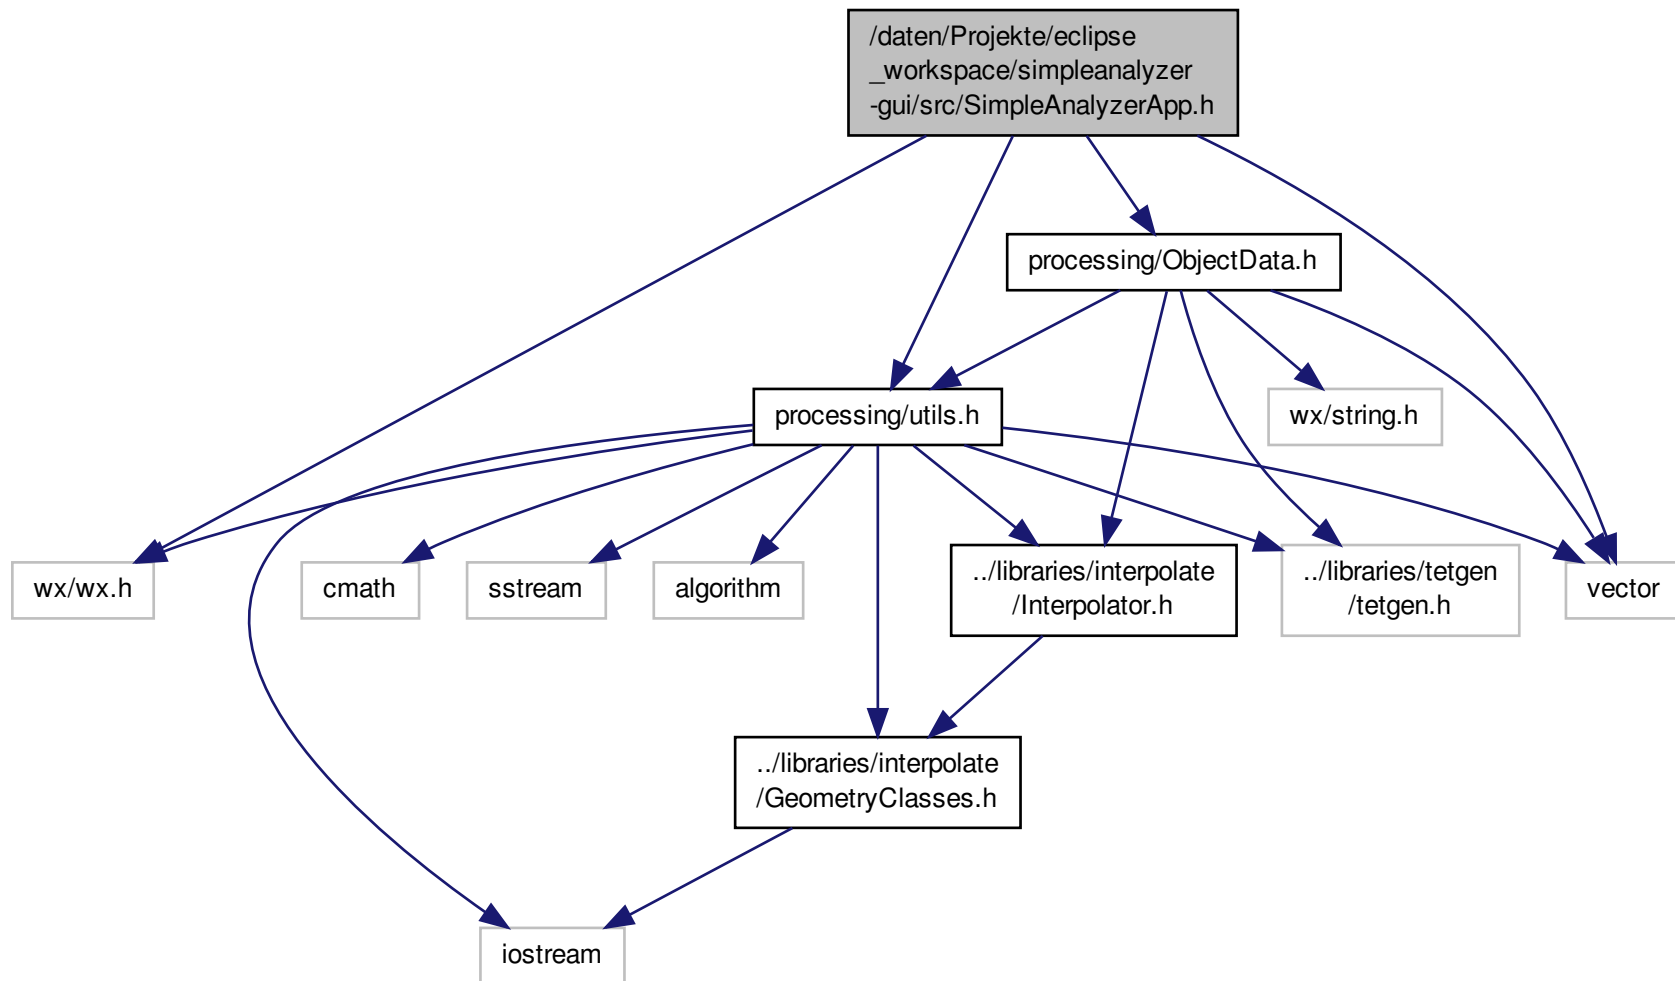 /daten/Projekte/eclipse
_workspace/simpleanalyzer
-gui/src/SimpleAnalyzerApp.h
processing/ObjectData.h
processing/utils.h
wx/string.h
wx/wx.h
cmath
sstream
algorithm
../libraries/interpolate
/Interpolator.h
../libraries/tetgen
/tetgen.h
vector
../libraries/interpolate
/GeometryClasses.h
iostream